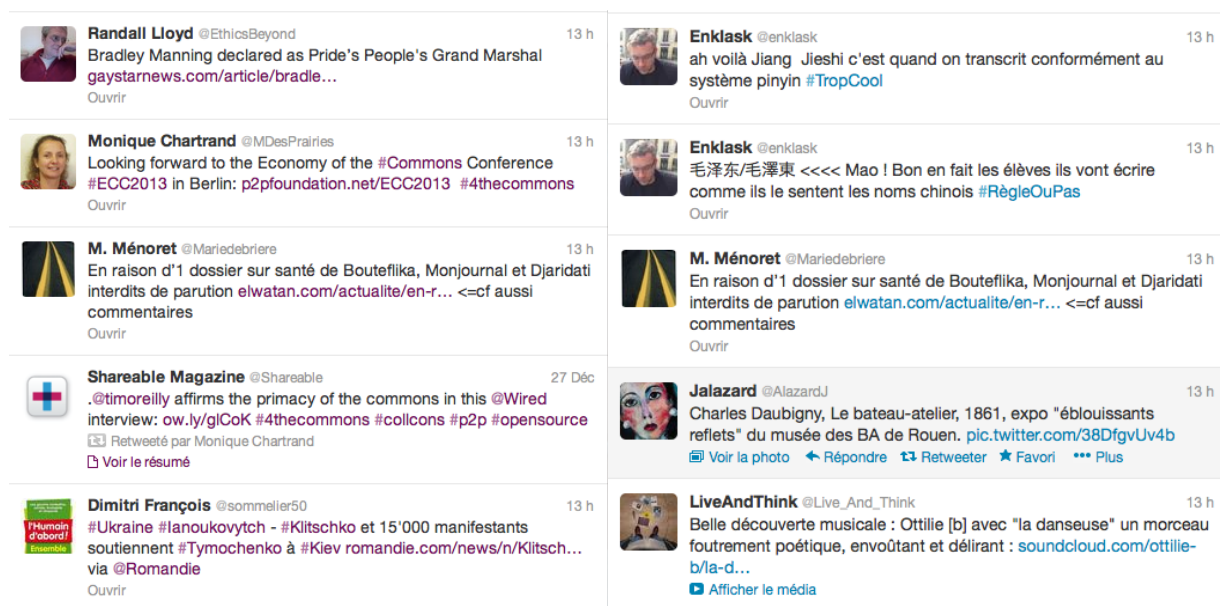 Randall Lloyd @EthicsBeyond 13 h
Bradley Manning declared as Pride's People's Grand Marshal
gaystarnews.com/article/bradle…
Ouvrir
Monique Chartrand @MDesPrairies 13 h
Looking forward to the Economy of the #Commons Conference
#ECC2013 in Berlin: p2pfoundation.net/ECC2013 #4thecommons
Ouvrir
M. Ménoret @Mariedebriere 13 h
En raison d'1 dossier sur santé de Bouteflika, Monjournal et Djaridati
interdits de parution elwatan.com/actualite/en-r… <=cf aussi
commentaires
Ouvrir
Shareable Magazine @Shareable 27 Déc
.@timoreilly affirms the primacy of the commons in this @Wired
interview: ow.ly/glCoK #4thecommons #collcons #p2p #opensource
Retweeté par Monique Chartrand
Voir le résumé
l'Humain
d'abord!
Ensemble
Dimitri François @sommelier50 13 h
#Ukraine #Ianoukovytch - #Klitschko et 15'000 manifestants
soutiennent #Tymochenko à #Kiev romandie.com/news/n/Klitsch…
via @Romandie
Ouvrir
Enklask @enklask 13 h
ah voilà Jiang Jieshi c'est quand on transcrit conformément au
système pinyin #TropCool
Ouvrir
Enklask @enklask 13 h
毛泽东/毛澤東 <<<< Mao ! Bon en fait les élèves ils vont écrire
comme ils le sentent les noms chinois #RègleOuPas
Ouvrir
M. Ménoret @Mariedebriere 13 h
En raison d'1 dossier sur santé de Bouteflika, Monjournal et Djaridati
interdits de parution elwatan.com/actualite/en-r… <=cf aussi
commentaires
Ouvrir
Jalazard @AlazardJ 13 h
Charles Daubigny, Le bateau-atelier, 1861, expo "éblouissants
reflets" du musée des BA de Rouen. pic.twitter.com/38DfgvUv4b
Voir la photo Répondre Retweeter Favori ••• Plus
LiveAndThink @Live_And_Think 13 h
Belle découverte musicale : Ottilie [b] avec "la danseuse" un morceau
foutrement poétique, envoûtant et délirant : soundcloud.com/ottilie-
b/la-d…
Afficher le média